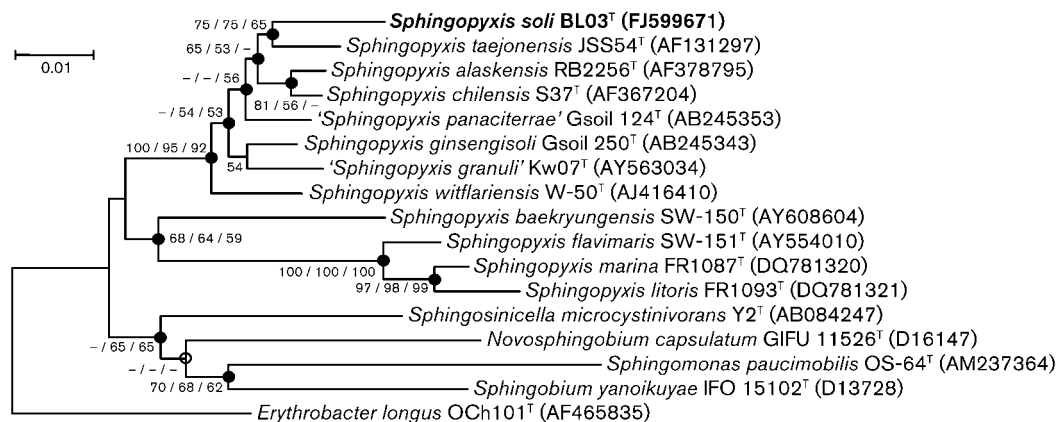 75 / 75 / 65
Sphingopyxis soli BL03ᵀ (FJ599671)
0.01
65 / 53 / –
Sphingopyxis taejonensis JSS54ᵀ (AF131297)
– / – / 56
Sphingopyxis alaskensis RB2256ᵀ (AF378795)
81 / 56 / –
Sphingopyxis chilensis S37ᵀ (AF367204)
– / 54 / 53
'Sphingopyxis panaciterrae' Gsoil 124ᵀ (AB245353)
Sphingopyxis ginsengisoli Gsoil 250ᵀ (AB245343)
100 / 95 / 92
54
'Sphingopyxis granuli' Kw07ᵀ (AY563034)
Sphingopyxis witflariensis W-50ᵀ (AJ416410)
Sphingopyxis baekryungensis SW-150ᵀ (AY608604)
68 / 64 / 59
Sphingopyxis flavimaris SW-151ᵀ (AY554010)
100 / 100 / 100
Sphingopyxis marina FR1087ᵀ (DQ781320)
97 / 98 / 99
Sphingopyxis litoris FR1093ᵀ (DQ781321)
Sphingosinicella microcystinivorans Y2ᵀ (AB084247)
– / 65 / 65
Novosphingobium capsulatum GIFU 11526ᵀ (D16147)
– / – / –
Sphingomonas paucimobilis OS-64ᵀ (AM237364)
70 / 68 / 62
Sphingobium yanoikuyae IFO 15102ᵀ (D13728)
Erythrobacter longus OCh101ᵀ (AF465835)